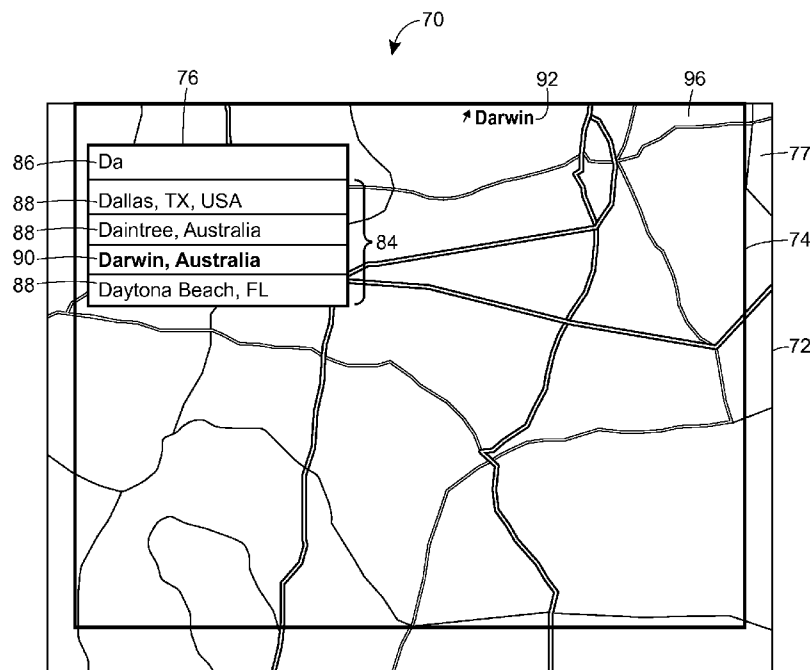 70
76
92
96
Darwin
86
Da
77
88
Dallas, TX, USA
88
Daintree, Australia
84
74
90
Darwin, Australia
88
Daytona Beach, FL
72